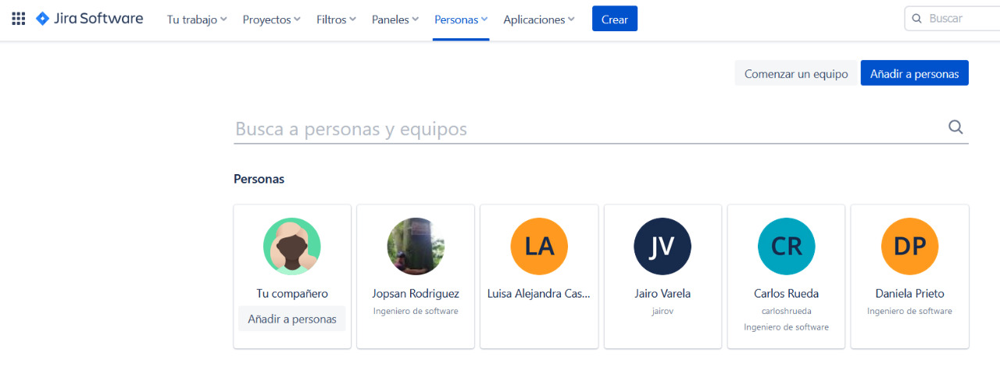 Jira Software Tu trabajo Proyectos Filtros Paneles Personas Aplicaciones Crear Buscar
Comenzar un equipo Añadir a personas
Busca a personas y equipos
Personas
LA JV CR DP
Tu compañero Jopsan Rodriguez Luisa Alejandra Cas... Jairo Varela Carlos Rueda Daniela Prieto
Añadir a personas Ingeniero de software jairov carloshrueda Ingeniero de software
Ingeniero de software